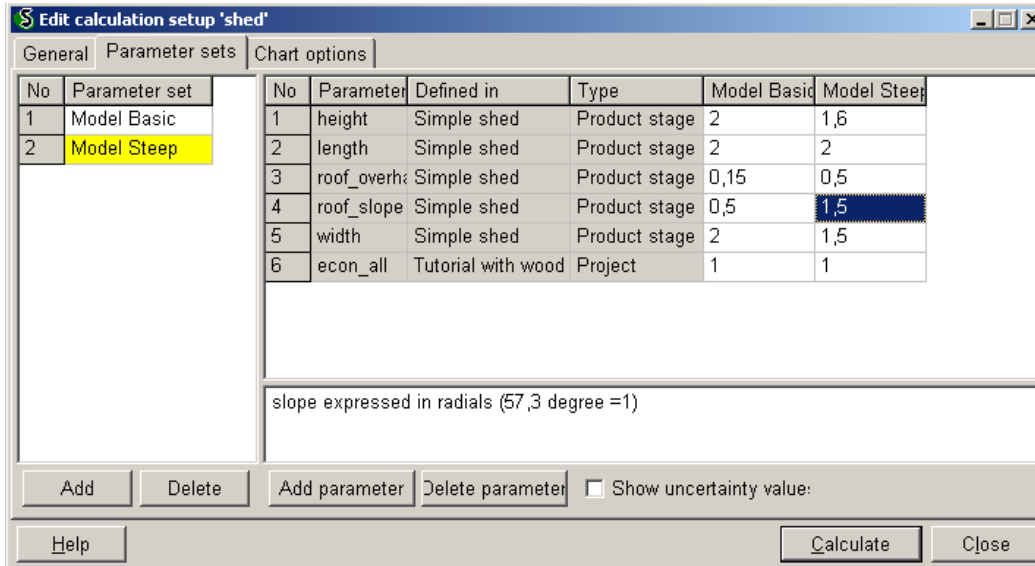 Edit calculation setup 'shed'
General Parameter sets Chart options
No Parameter set
1 Model Basic
2 Model Steep
No Parameter Defined in Type Model Basic Model Steep
1 height Simple shed Product stage 2 1,6
2 length Simple shed Product stage 2 2
3 roof_overha Simple shed Product stage 0,15 0,5
4 roof_slope Simple shed Product stage 0,5 1,5
5 width Simple shed Product stage 2 1,5
6 econ_all Tutorial with wood Project 1 1
slope expressed in radials (57,3 degree =1)
Add Delete Add parameter Delete parameter Show uncertainty values
Help Calculate Close